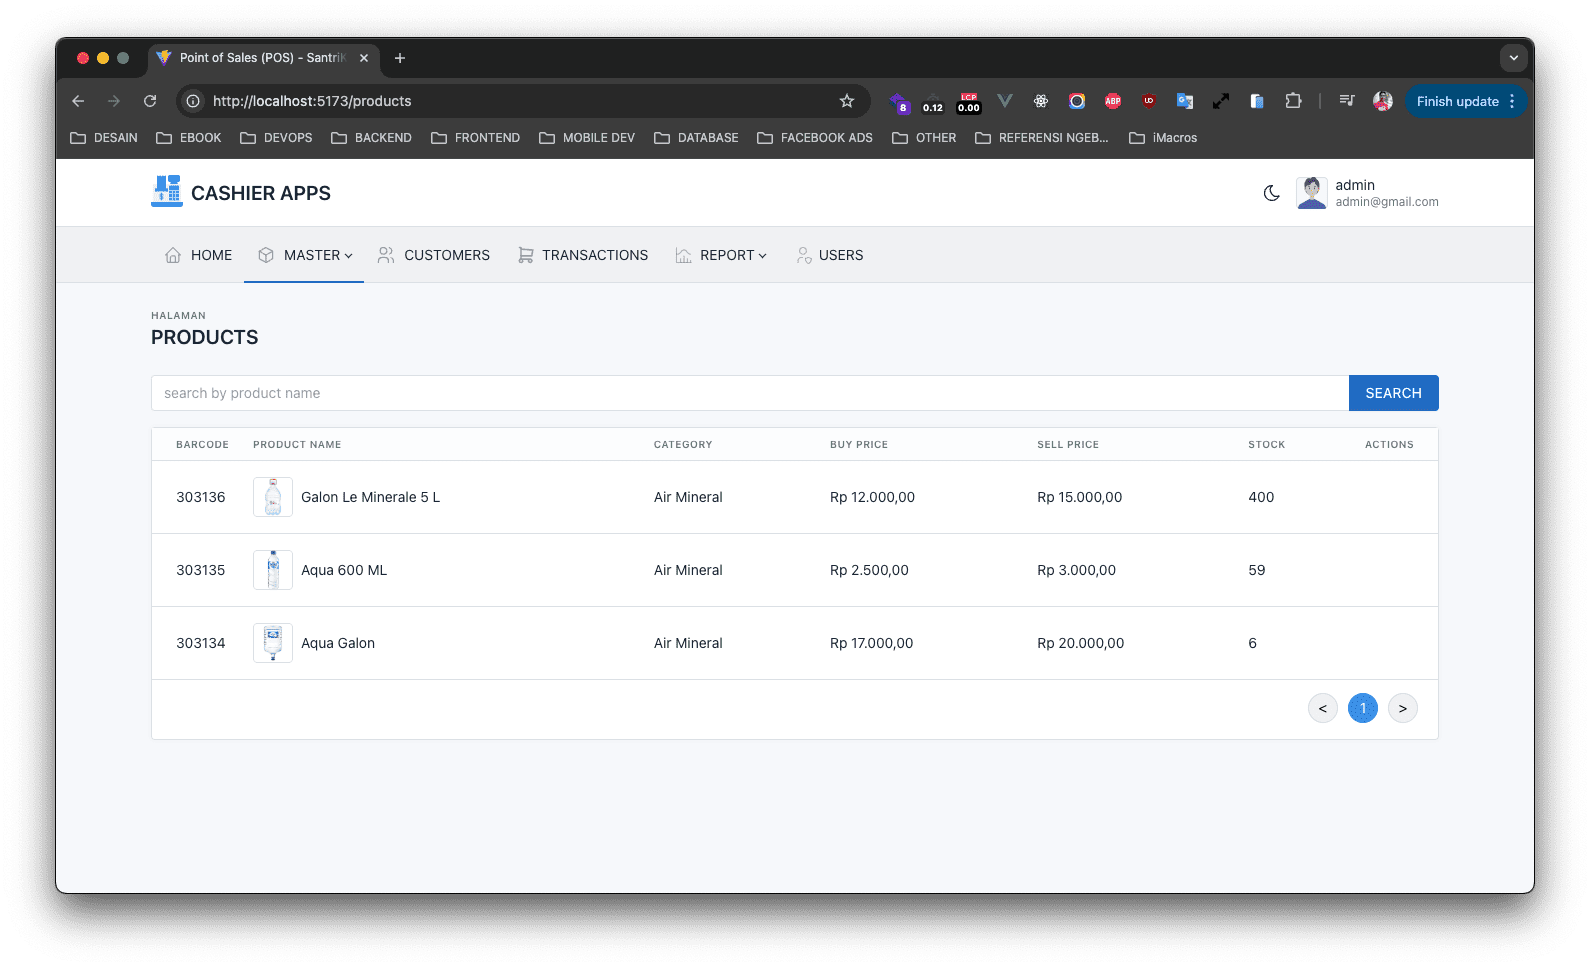 Point of Sales (POS) - Santri
http://localhost:5173/products
8
0.12
LCP
0.00
ABP
Finish update
DESAIN
EBOOK
DEVOPS
BACKEND
FRONTEND
MOBILE DEV
DATABASE
FACEBOOK ADS
OTHER
REFERENSI NGEB...
iMacros
CASHIER APPS
admin
admin@gmail.com
HOME
MASTER
CUSTOMERS
TRANSACTIONS
REPORT
USERS
HALAMAN
PRODUCTS
search by product name
SEARCH
BARCODE PRODUCT NAME CATEGORY BUY PRICE SELL PRICE STOCK ACTIONS
303136 Galon Le Minerale 5 L Air Mineral Rp 12.000,00 Rp 15.000,00 400
303135 Aqua 600 ML Air Mineral Rp 2.500,00 Rp 3.000,00 59
303134 Aqua Galon Air Mineral Rp 17.000,00 Rp 20.000,00 6
< 1 >